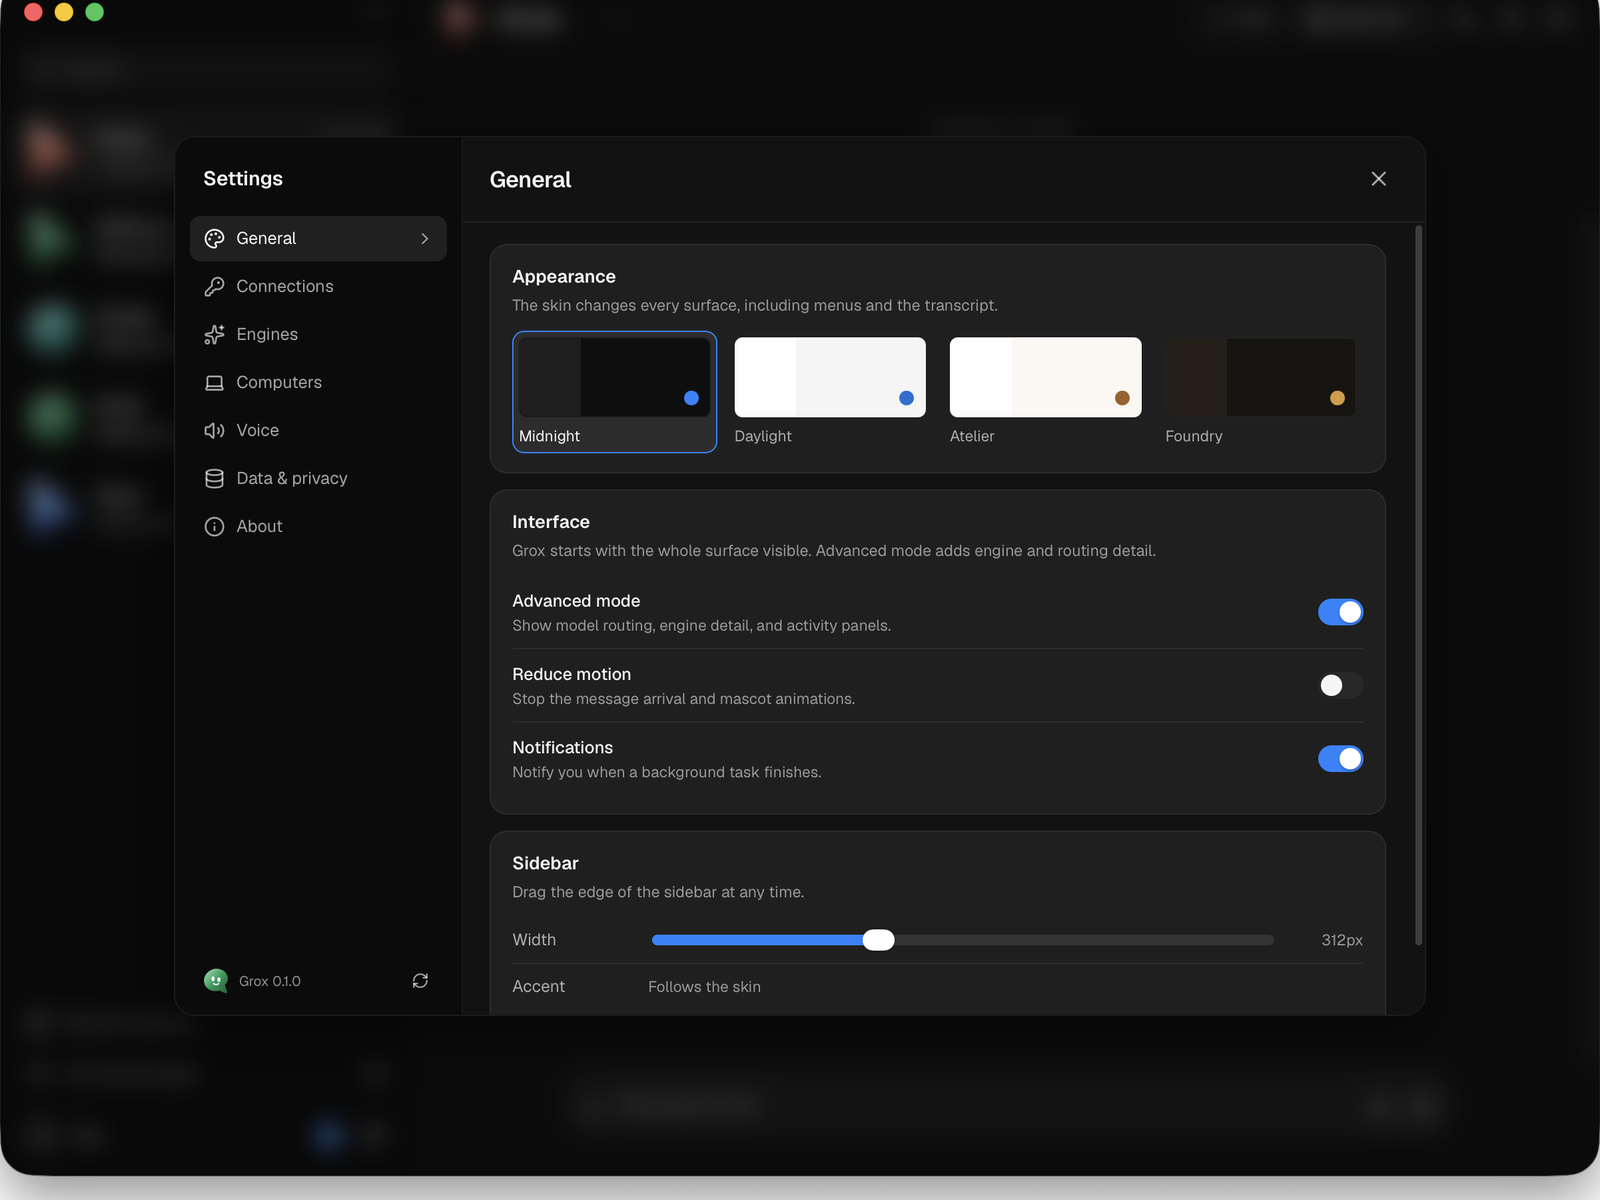 Settings
General
Connections
Engines
Computers
Voice
Data & privacy
About
Grox 0.1.0
General
Appearance
The skin changes every surface, including menus and the transcript.
Midnight
Daylight
Atelier
Foundry
Interface
Grox starts with the whole surface visible. Advanced mode adds engine and routing detail.
Advanced mode
Show model routing, engine detail, and activity panels.
Reduce motion
Stop the message arrival and mascot animations.
Notifications
Notify you when a background task finishes.
Sidebar
Drag the edge of the sidebar at any time.
Width
312px
Accent
Follows the skin